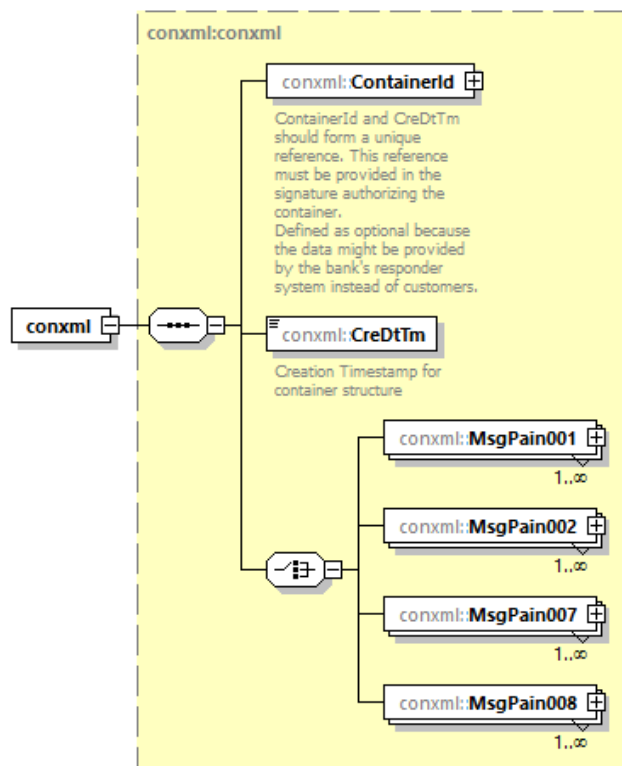 conxml:conxml
conxml::ContainerId
ContainerId and CreDtTm
should form a unique
reference. This reference
must be provided in the
signature authorizing the
container.
Defined as optional because
the data might be provided
by the bank's responder
system instead of customers.
conxml
conxml::CreDtTm
Creation Timestamp for
container structure
conxml::MsgPain001
1..∞
conxml::MsgPain002
1..∞
conxml::MsgPain007
1..∞
conxml::MsgPain008
1..∞